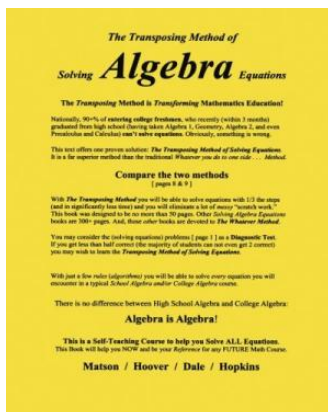 The Transposing Method of
Solving Algebra Equations
The Transposing Method is Transforming Mathematics Education!
Nationally, 90+% of entering college freshmen, who recently (within 3 months)
graduated from high school (having taken Algebra 1, Geometry, Algebra 2, and even
Precalculus and Calculus) can't solve equations. Obviously, something is wrong.
This text offers one proven solution: The Transposing Method of Solving Equations.
It is a far superior method than the traditional Whatever you do to one side . . . Method.
Compare the two methods
[ pages 8 & 9 ]
With The Transposing Method you will be able to solve equations with 1/3 the steps
(and in significantly less time) and you will eliminate a lot of messy "scratch work."
This book was designed to be no more than 50 pages. Other Solving Algebra Equations
books are 300+ pages. And, those other books are devoted to The Whatever Method.
You may consider the (solving equations) problems [ page 1 ] as a Diagnostic Test.
If you get less than half correct (the majority of students can not even get 2 correct)
you may wish to learn the Transposing Method of Solving Equations.
With just a few rules (algorithms) you will be able to solve every equation you will
encounter in a typical School Algebra and/or College Algebra course.
There is no difference between High School Algebra and College Algebra:
Algebra is Algebra!
This is a Self-Teaching Course to help you Solve ALL Equations.
This Book will help you NOW and be your Reference for any FUTURE Math Course.
Matson / Hoover / Dale / Hopkins